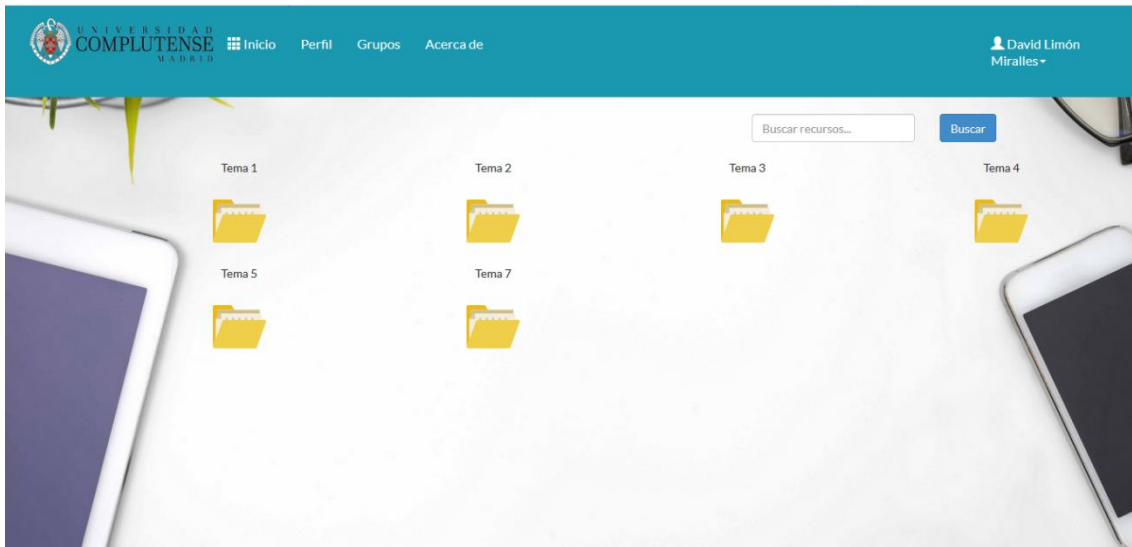 UNIVERSIDAD
COMPLUTENSE
MADRID
Inicio Perfil Grupos Acerca de
David Limón
Miralles
Buscar recursos... Buscar
Tema 1 Tema 2 Tema 3 Tema 4
Tema 5 Tema 7